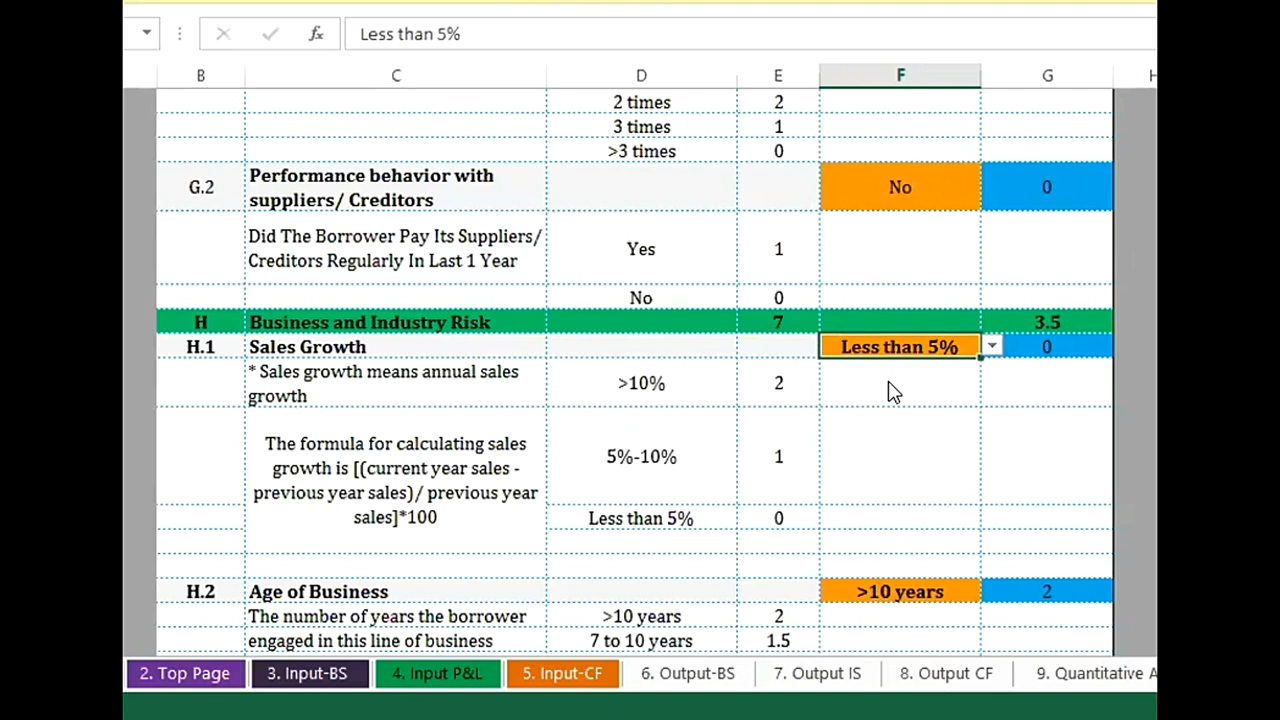 fx Less than 5%
B C D E F G H
2 times 2
3 times 1
>3 times 0
G.2 Performance behavior with
suppliers/ Creditors No 0
Did The Borrower Pay Its Suppliers/
Creditors Regularly In Last 1 Year Yes 1
No 0
H Business and Industry Risk 7 3.5
H.1 Sales Growth Less than 5% 0
* Sales growth means annual sales
growth >10% 2
The formula for calculating sales
growth is [(current year sales -
previous year sales)/ previous year
sales]*100 5%-10% 1
Less than 5% 0
H.2 Age of Business >10 years 2
The number of years the borrower >10 years 2
engaged in this line of business 7 to 10 years 1.5
2. Top Page 3. Input-BS 4. Input P&L 5. Input-CF 6. Output-BS 7. Output IS 8. Output CF 9. Quantitative A